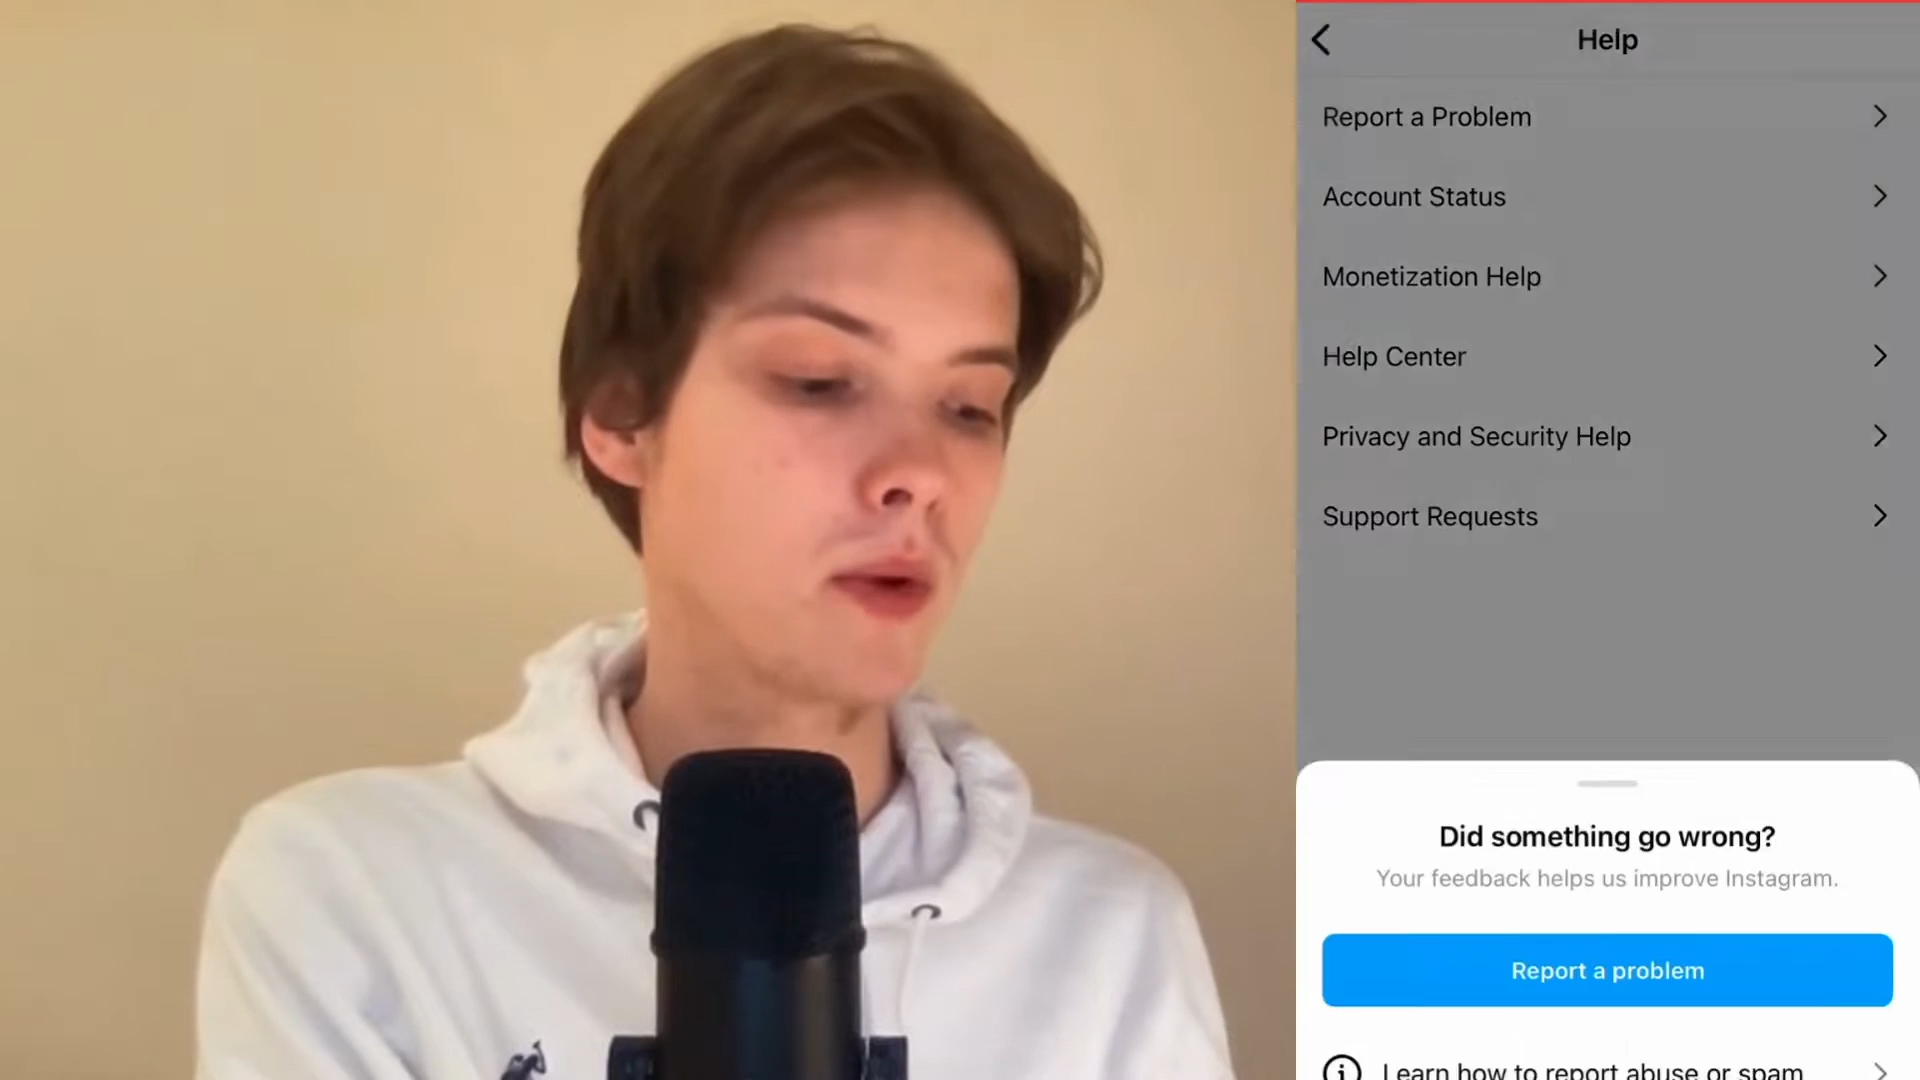 Help
Report a Problem
Account Status
Monetization Help
Help Center
Privacy and Security Help
Support Requests
Did something go wrong?
Your feedback helps us improve Instagram.
Report a problem
Learn how to report abuse or spam